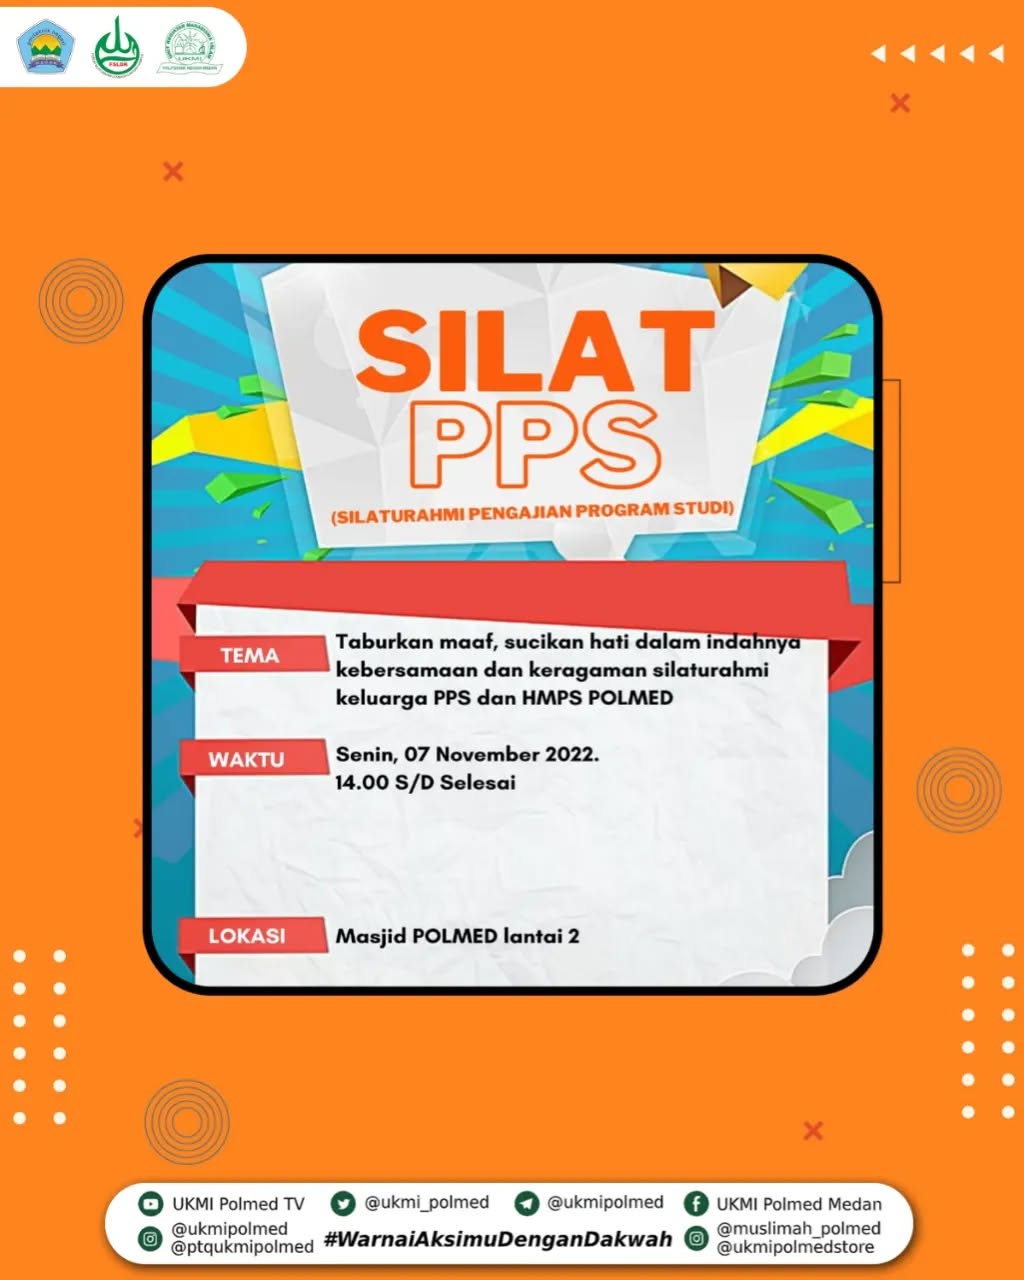 FSLDK
UKMI
SILAT
PPS
(SILATURAHMI PENGAJIAN PROGRAM STUDI)
TEMA
Taburkan maaf, sucikan hati dalam indahnya
kebersamaan dan keragaman silaturahmi
keluarga PPS dan HMPS POLMED
WAKTU
Senin, 07 November 2022.
14.00 S/D Selesai
LOKASI
Masjid POLMED lantai 2
UKMI Polmed TV
@ukmi_polmed
@ukmipolmed
UKMI Polmed Medan
@ukmipolmed
@ptqukmipolmed
#WarnaiAksimuDenganDakwah
@muslimah_polmed
@ukmipolmedstore